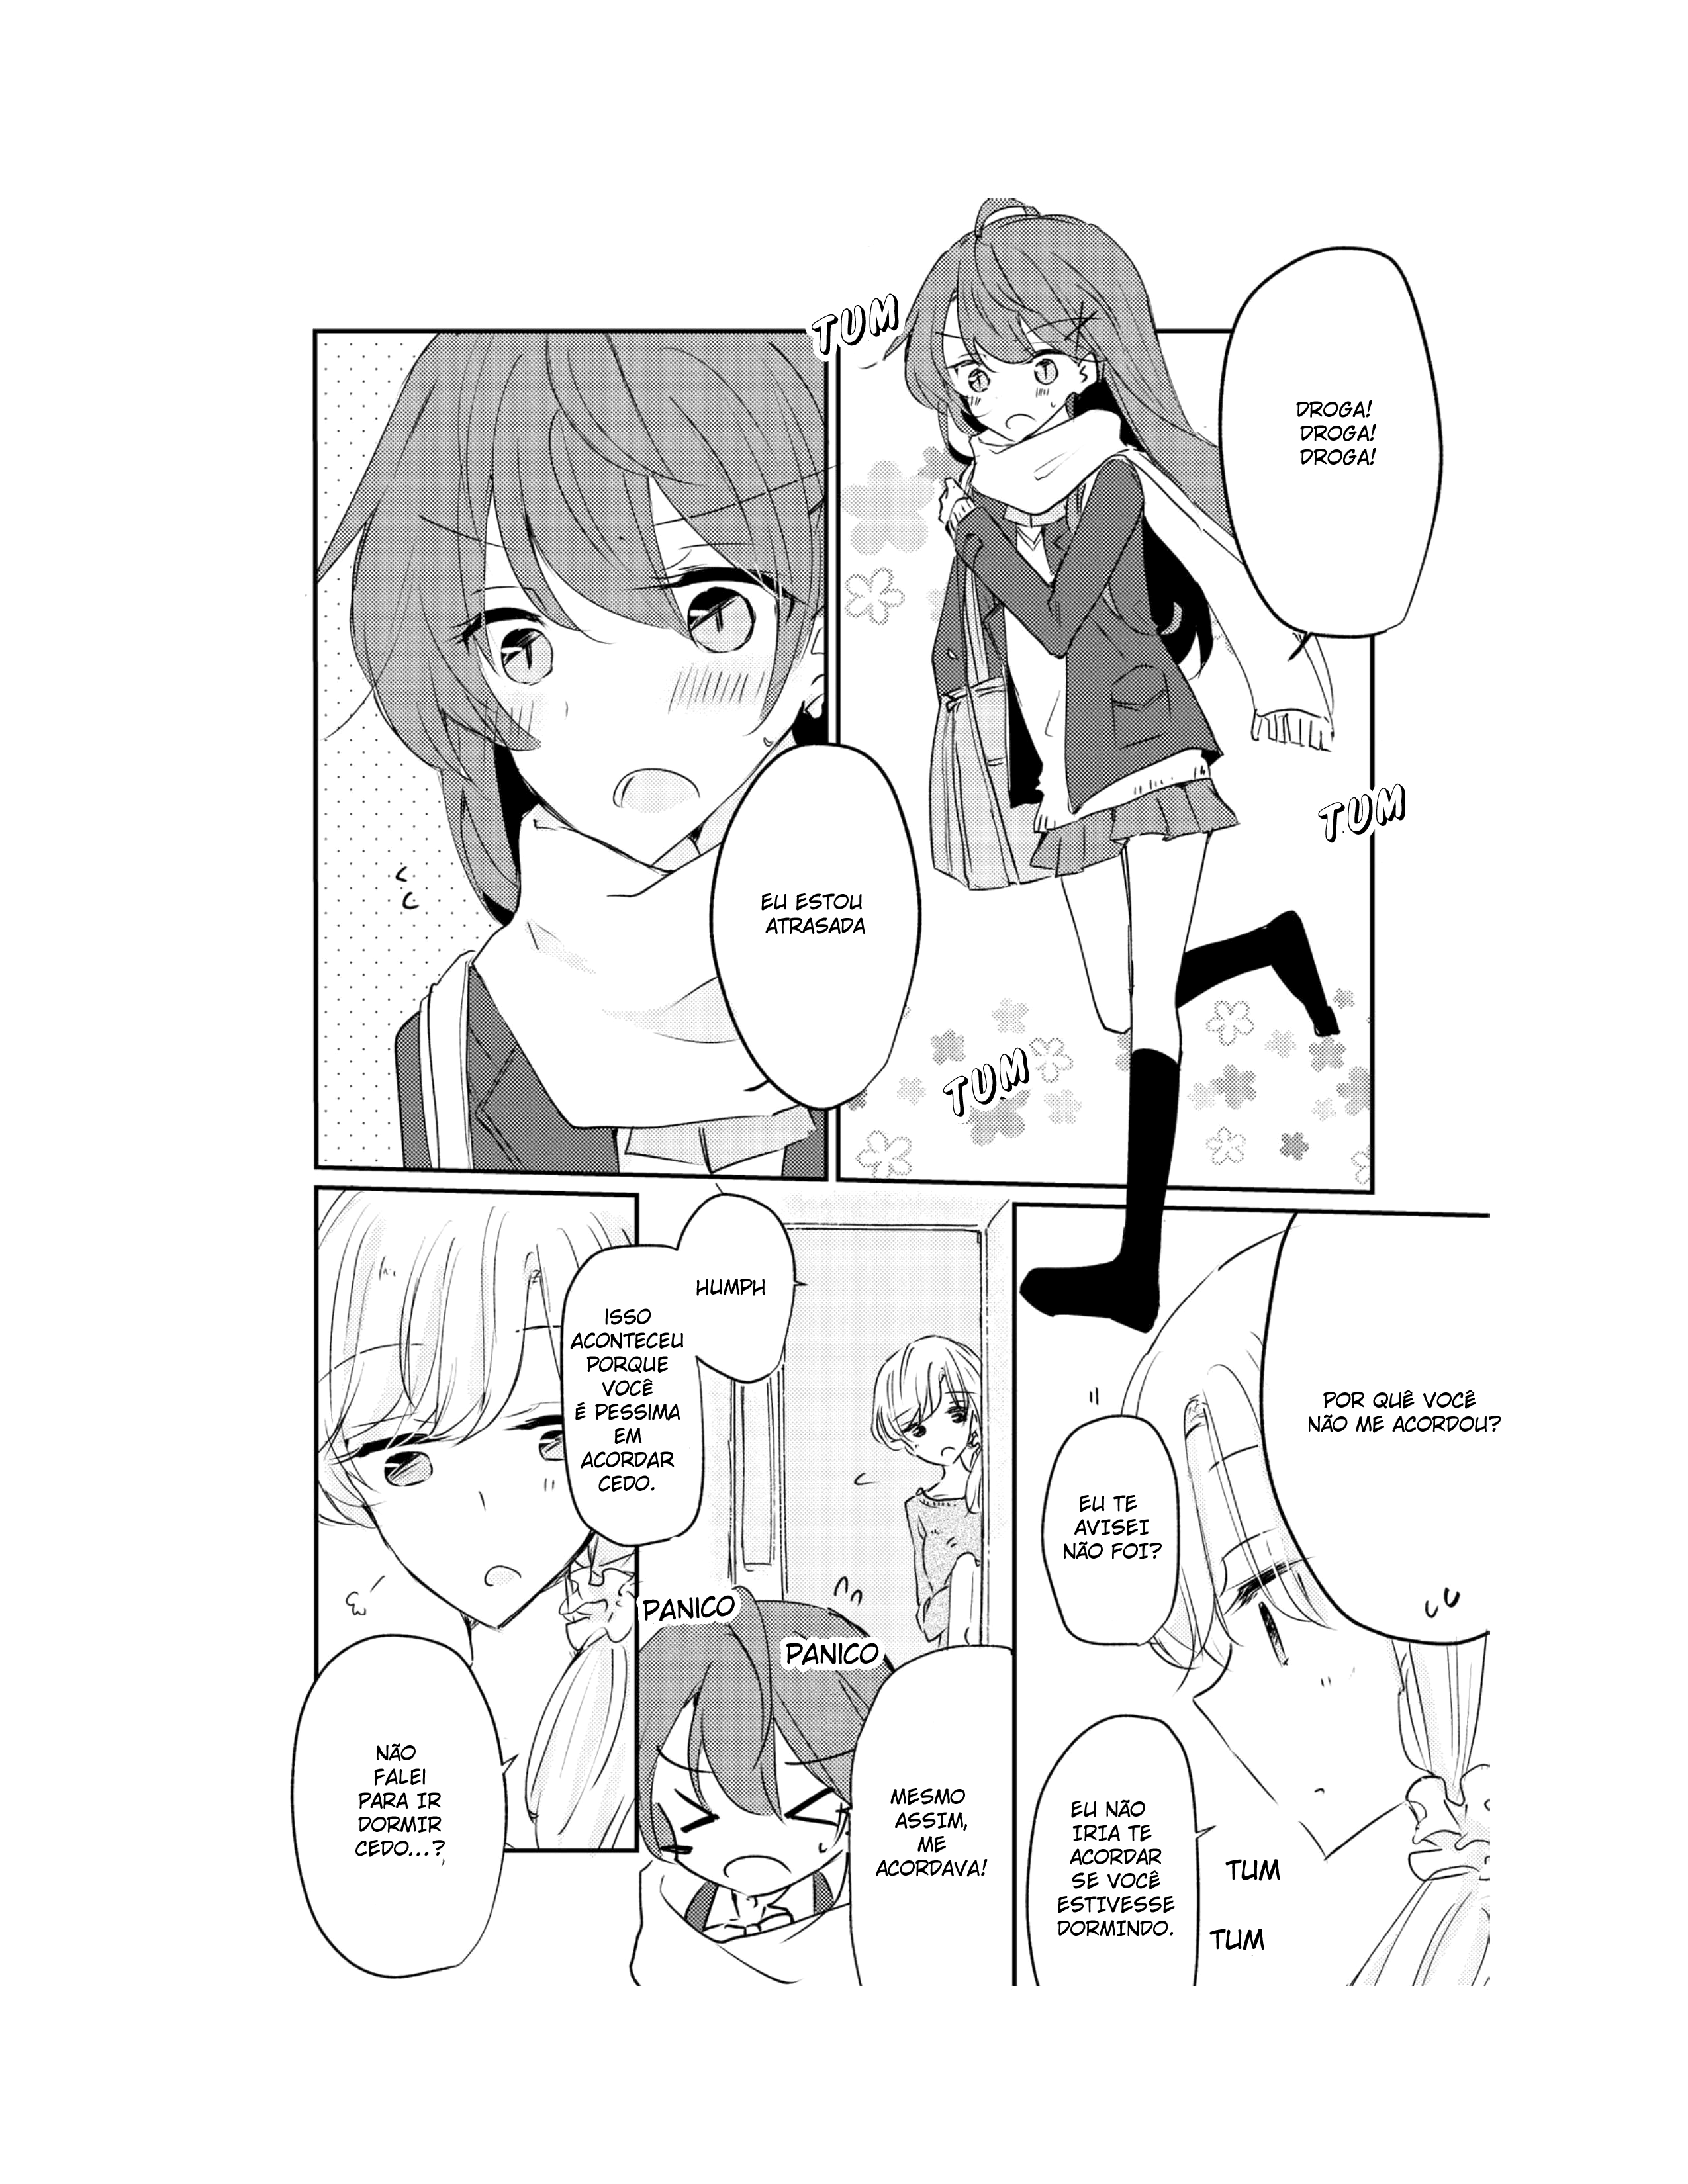 DROGA!
DROGA!
DROGA!
TUM
TUM
TUM
EU ESTOU
ATRASADA
POR QUÊ VOCÊ
NÃO ME ACORDOU?
EU TE
AVISEI
NÃO FOI?
EU NÃO
IRIA TE
ACORDAR
SE VOCÊ
ESTIVESSE
DORMINDO.
TUM
TUM
HUMPH
ISSO
ACONTECEU
PORQUE
VOCÊ
É PESSIMA
EM
ACORDAR
CEDO.
PANICO
PANICO
MESMO
ASSIM,
ME
ACORDAVA!
NÃO
FALEI
PARA IR
DORMIR
CEDO...?